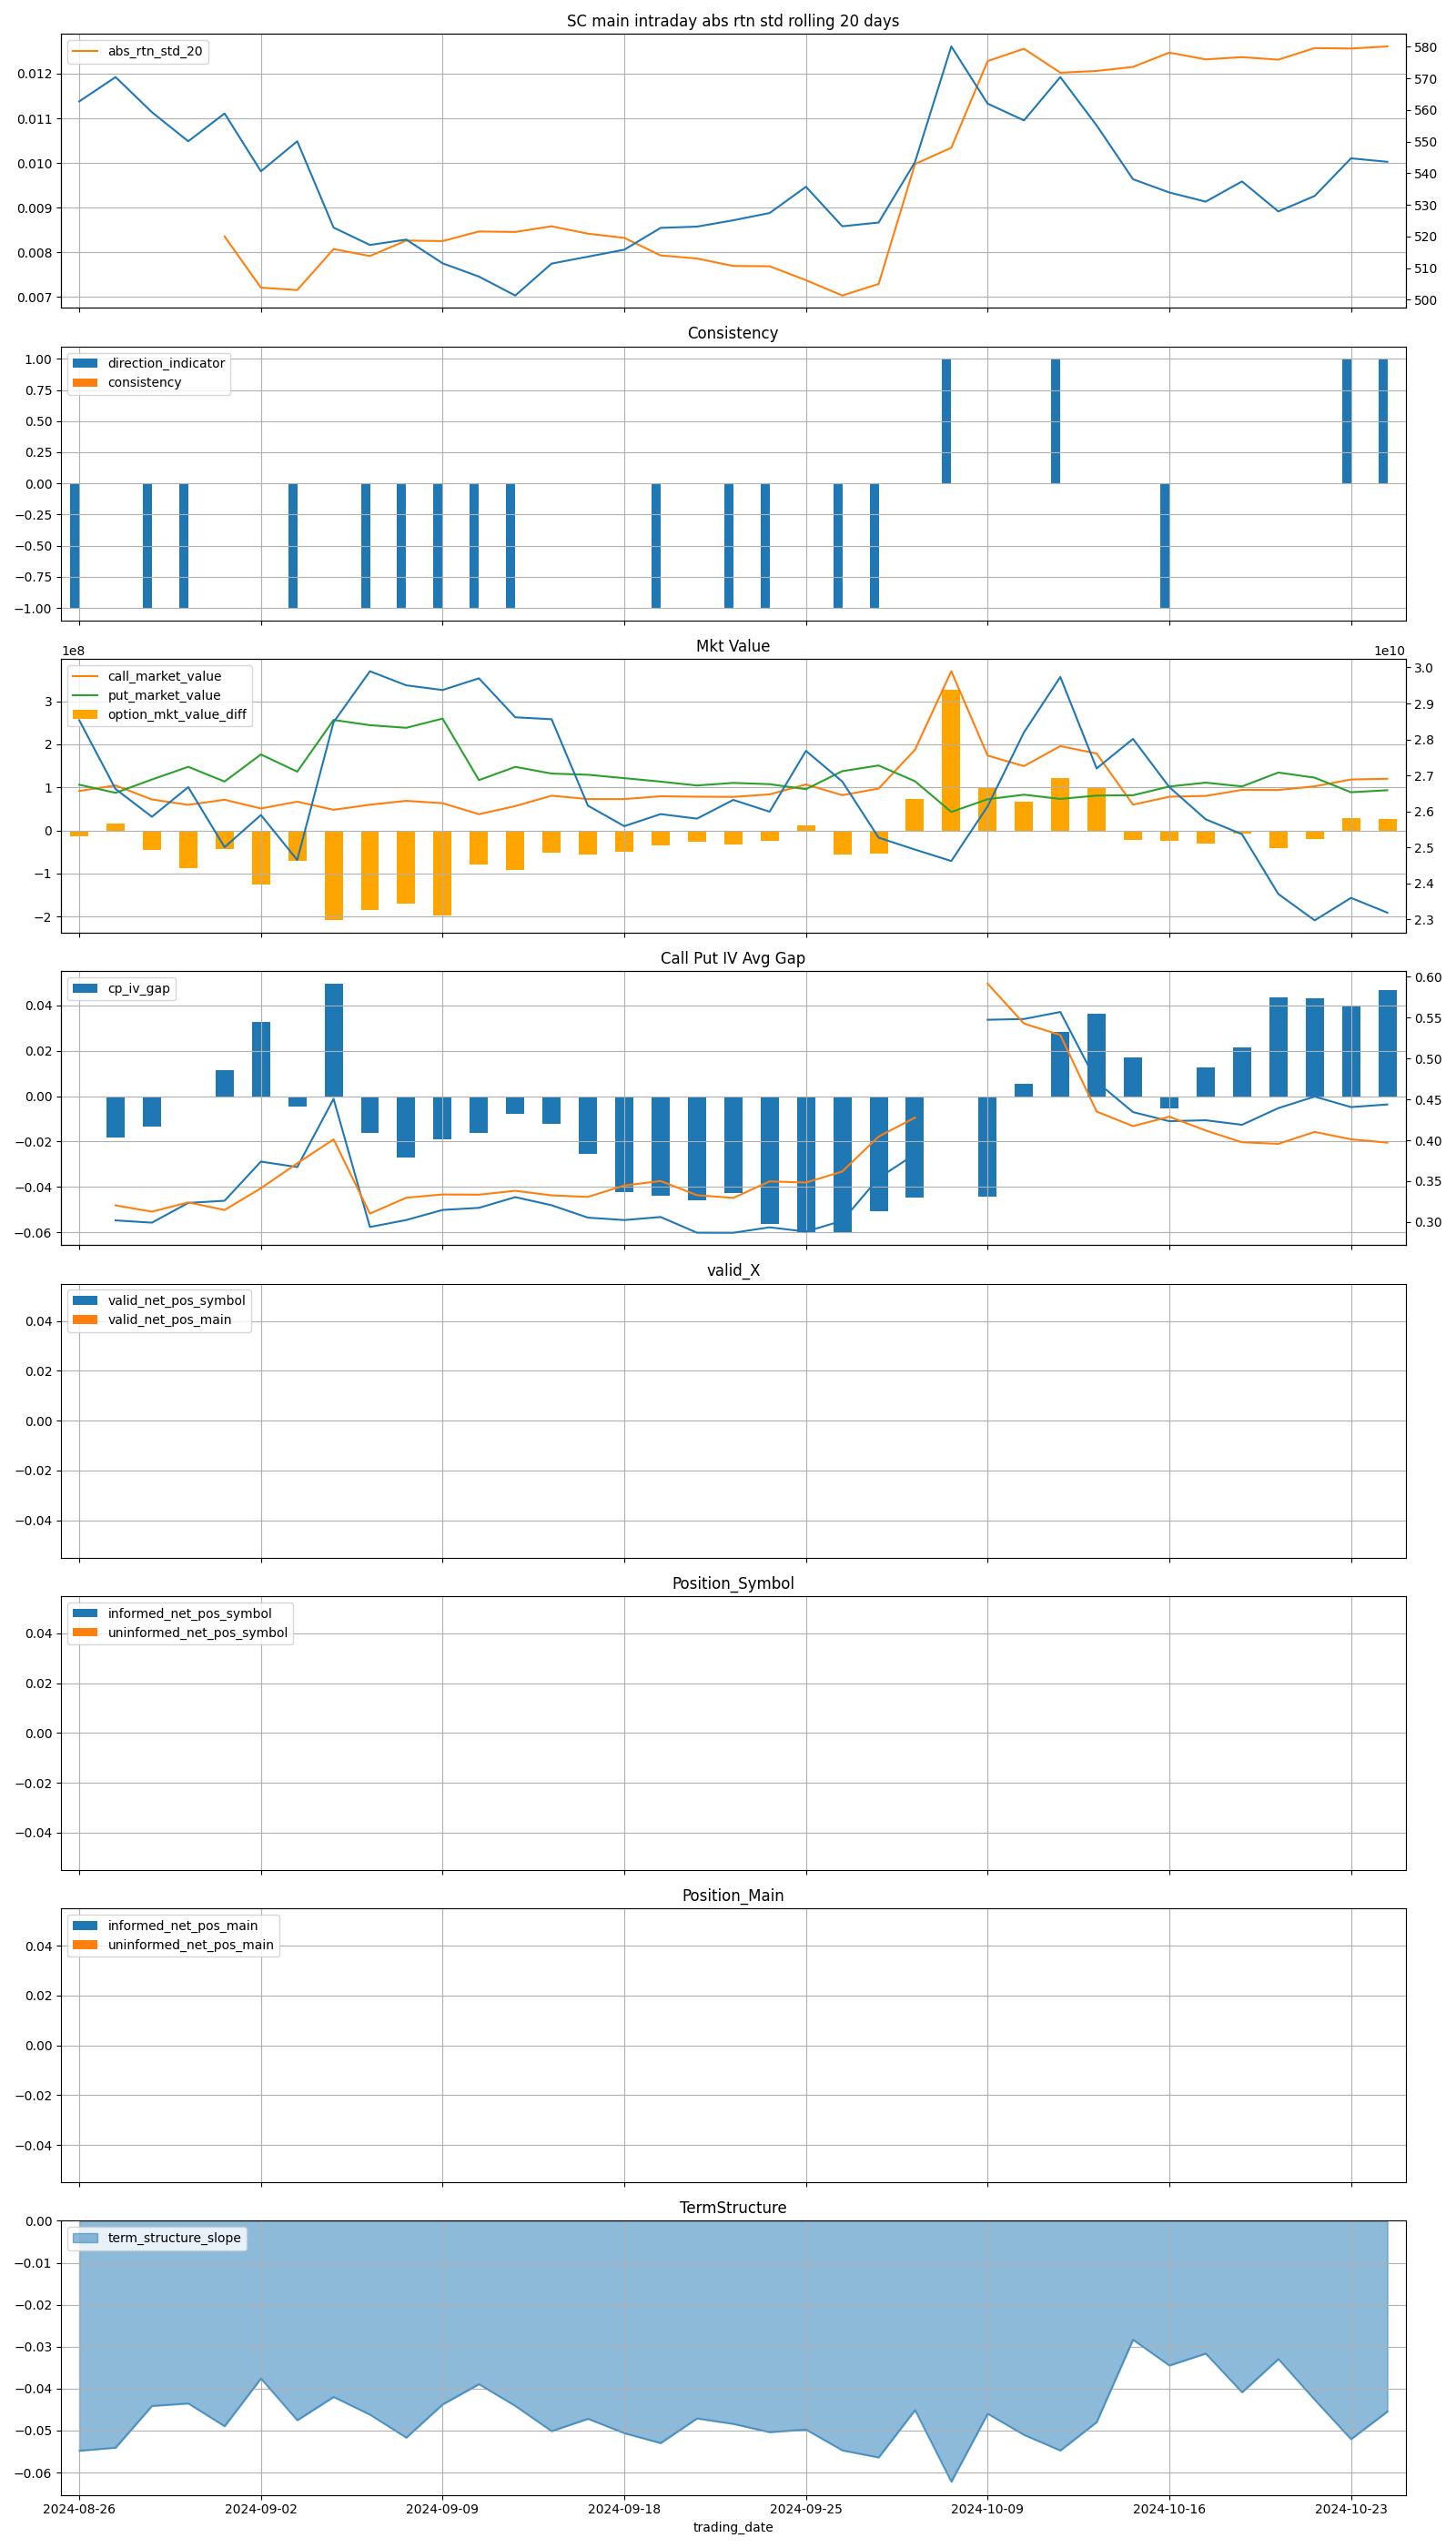 SC main intraday abs rtn std rolling 20 days
abs_rtn_std_20
0.012
0.011
0.010
0.009
0.008
0.007
580
570
560
550
540
530
520
510
500
Consistency
direction_indicator
consistency
1.00
0.75
0.50
0.25
0.00
−0.25
−0.50
−0.75
−1.00
Mkt Value
1e8
1e10
call_market_value
put_market_value
option_mkt_value_diff
3
2
1
0
−1
−2
3.0
2.9
2.8
2.7
2.6
2.5
2.4
2.3
Call Put IV Avg Gap
cp_iv_gap
0.04
0.02
0.00
−0.02
−0.04
−0.06
0.60
0.55
0.50
0.45
0.40
0.35
0.30
valid_X
valid_net_pos_symbol
valid_net_pos_main
0.04
0.02
0.00
−0.02
−0.04
Position_Symbol
informed_net_pos_symbol
uninformed_net_pos_symbol
0.04
0.02
0.00
−0.02
−0.04
Position_Main
informed_net_pos_main
uninformed_net_pos_main
0.04
0.02
0.00
−0.02
−0.04
TermStructure
term_structure_slope
0.00
−0.01
−0.02
−0.03
−0.04
−0.05
−0.06
2024-08-26 2024-09-02 2024-09-09 2024-09-18 2024-09-25 2024-10-09 2024-10-16 2024-10-23
trading_date